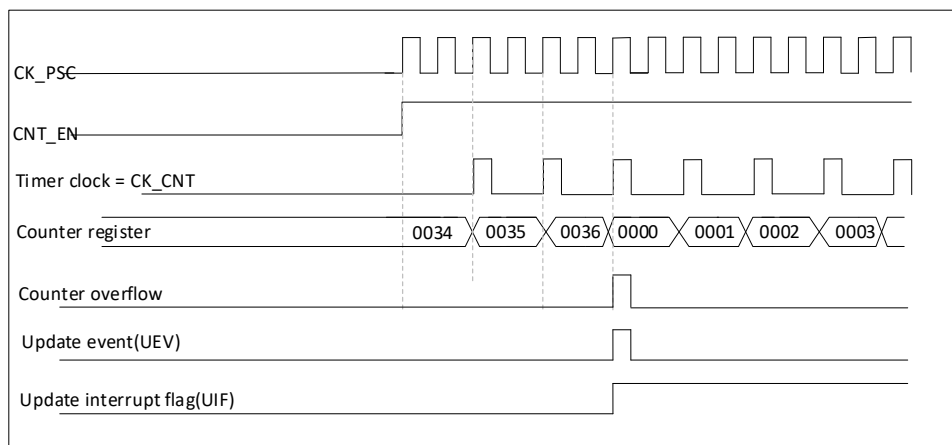 CK_PSC
CNT_EN
Timer clock = CK_CNT
Counter register 0034 0035 0036 0000 0001 0002 0003
Counter overflow
Update event(UEV)
Update interrupt flag(UIF)